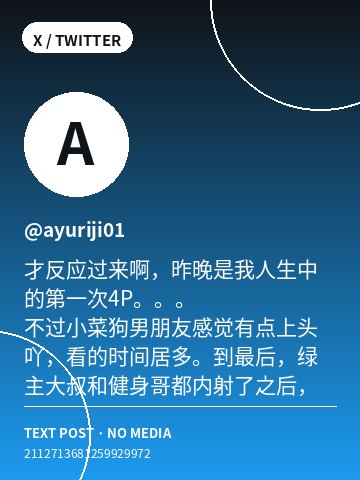 X / TWITTER
A
@ayuriji01
才反应过来啊，昨晚是我人生中
的第一次4P。。。
不过小菜狗男朋友感觉有点上头
吖，看的时间居多。到最后，绿
主大叔和健身哥都内射了之后，
TEXT POST · NO MEDIA
2112713681259929972